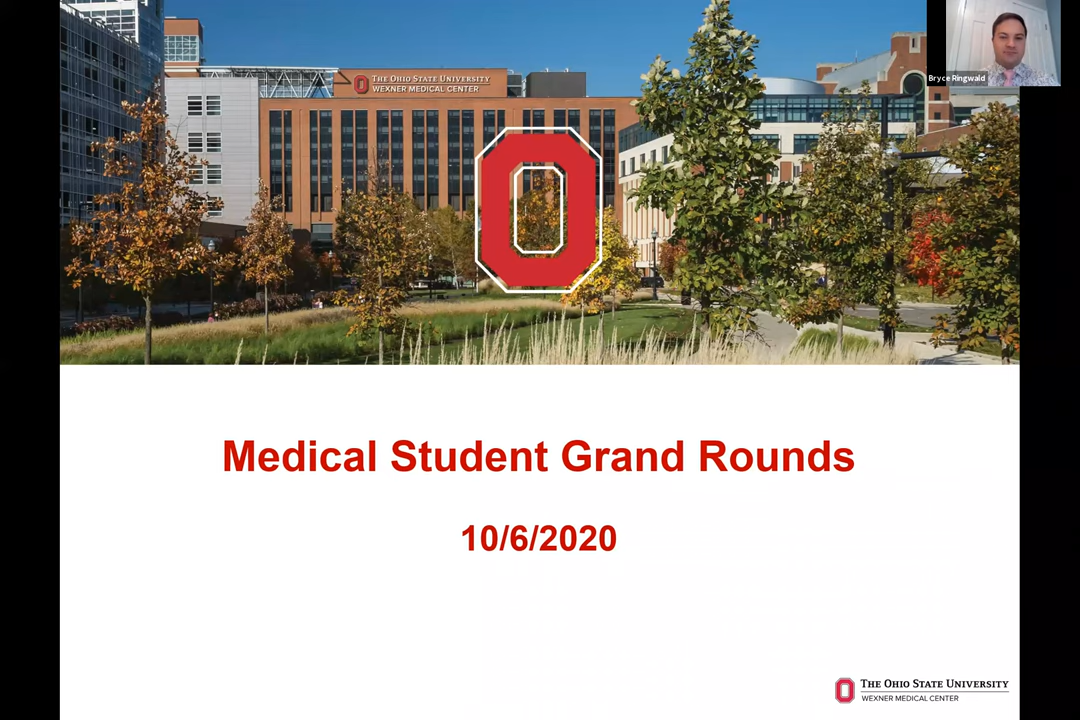 THE OHIO STATE UNIVERSITY
WEXNER MEDICAL CENTER
Bryce Ringwald
Medical Student Grand Rounds
10/6/2020
THE OHIO STATE UNIVERSITY
WEXNER MEDICAL CENTER